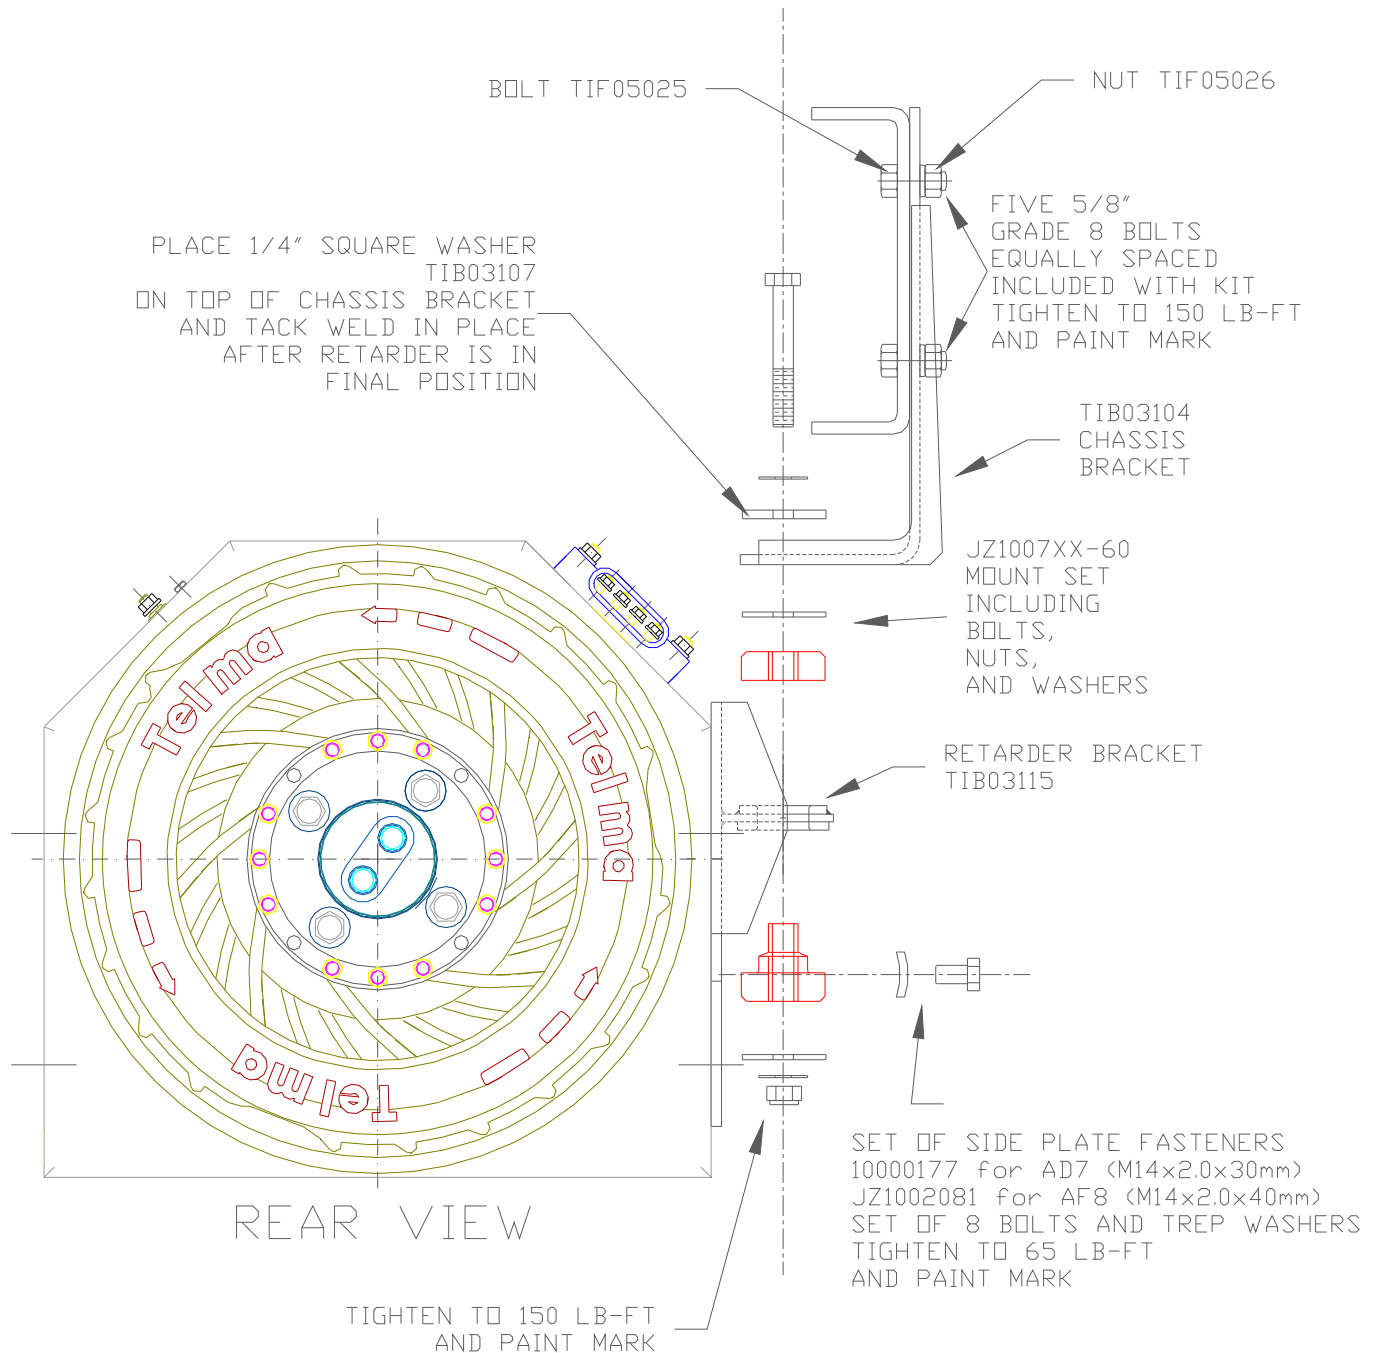 BOLT TIF05025
NUT TIF05026
FIVE 5/8"
GRADE 8 BOLTS
EQUALLY SPACED
INCLUDED WITH KIT
TIGHTEN TO 150 LB-FT
AND PAINT MARK
PLACE 1/4" SQUARE WASHER
TIB03107
ON TOP OF CHASSIS BRACKET
AND TACK WELD IN PLACE
AFTER RETARDER IS IN
FINAL POSITION
TIB03104
CHASSIS
BRACKET
JZ1007XX-60
MOUNT SET
INCLUDING
BOLTS,
NUTS,
AND WASHERS
Telma
Telma
Telma
RETARDER BRACKET
TIB03115
SET OF SIDE PLATE FASTENERS
10000177 for AD7 (M14x2.0x30mm)
JZ1002081 for AF8 (M14x2.0x40mm)
SET OF 8 BOLTS AND TREP WASHERS
TIGHTEN TO 65 LB-FT
AND PAINT MARK
REAR VIEW
TIGHTEN TO 150 LB-FT
AND PAINT MARK